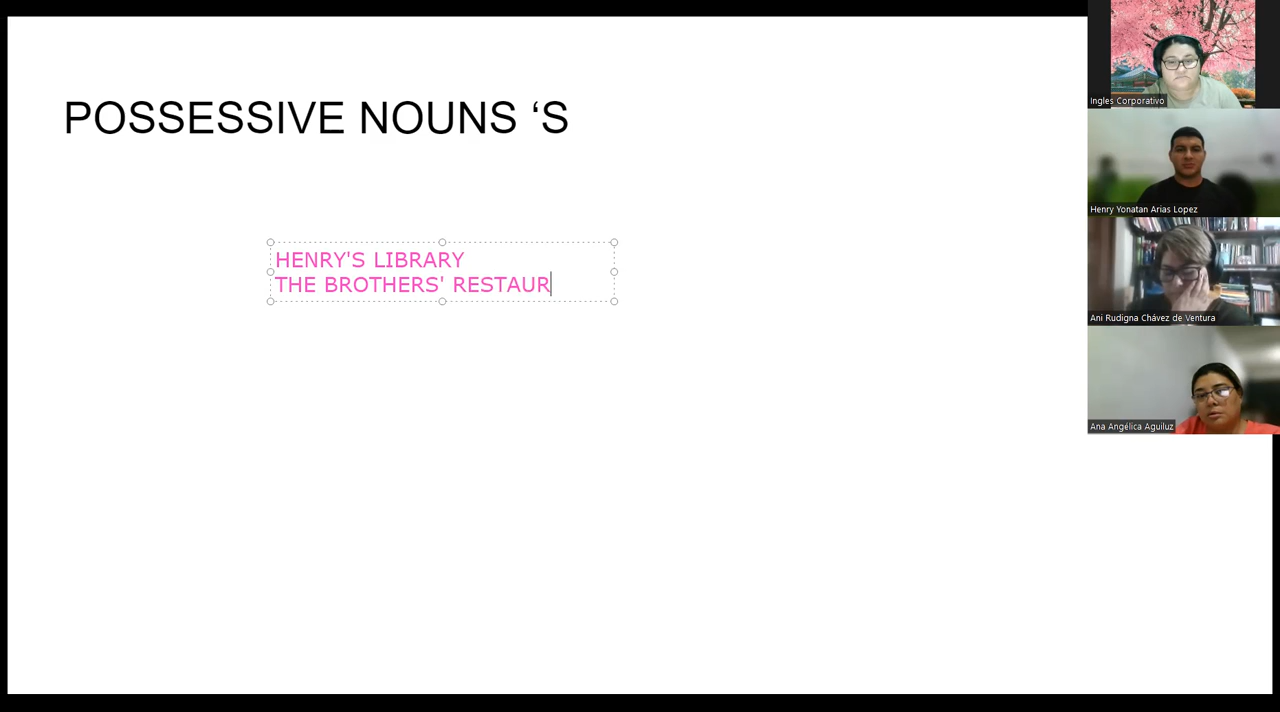 POSSESSIVE NOUNS ‘S
HENRY'S LIBRARY
THE BROTHERS' RESTAUR
Ingles Corporativo
Henry Yonatan Arias Lopez
Ani Rudigna Chávez de Ventura
Ana Angélica Aguiluz